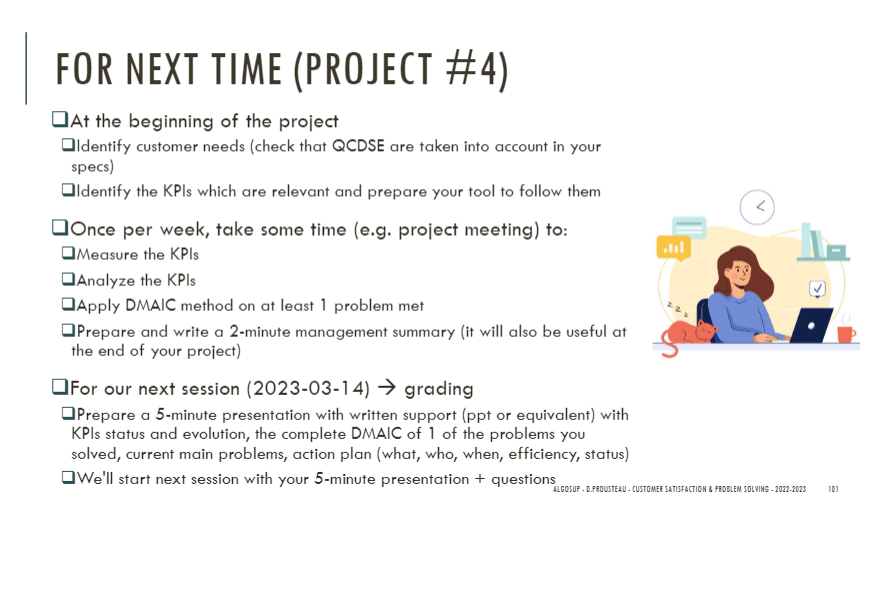 FOR NEXT TIME (PROJECT #4)
❑At the beginning of the project
❑Identify customer needs (check that QCDSE are taken into account in your
specs)
❑Identify the KPIs which are relevant and prepare your tool to follow them
❑Once per week, take some time (e.g. project meeting) to:
❑Measure the KPIs
❑Analyze the KPIs
❑Apply DMAIC method on at least 1 problem met
❑Prepare and write a 2-minute management summary (it will also be useful at
the end of your project)
❑For our next session (2023-03-14) → grading
❑Prepare a 5-minute presentation with written support (ppt or equivalent) with
KPIs status and evolution, the complete DMAIC of 1 of the problems you
solved, current main problems, action plan (what, who, when, efficiency, status)
❑We'll start next session with your 5-minute presentation + questions
z z z z
ALGOSUP - D.PROUSTEAU - CUSTOMER SATISFACTION & PROBLEM SOLVING - 2022-2023 101